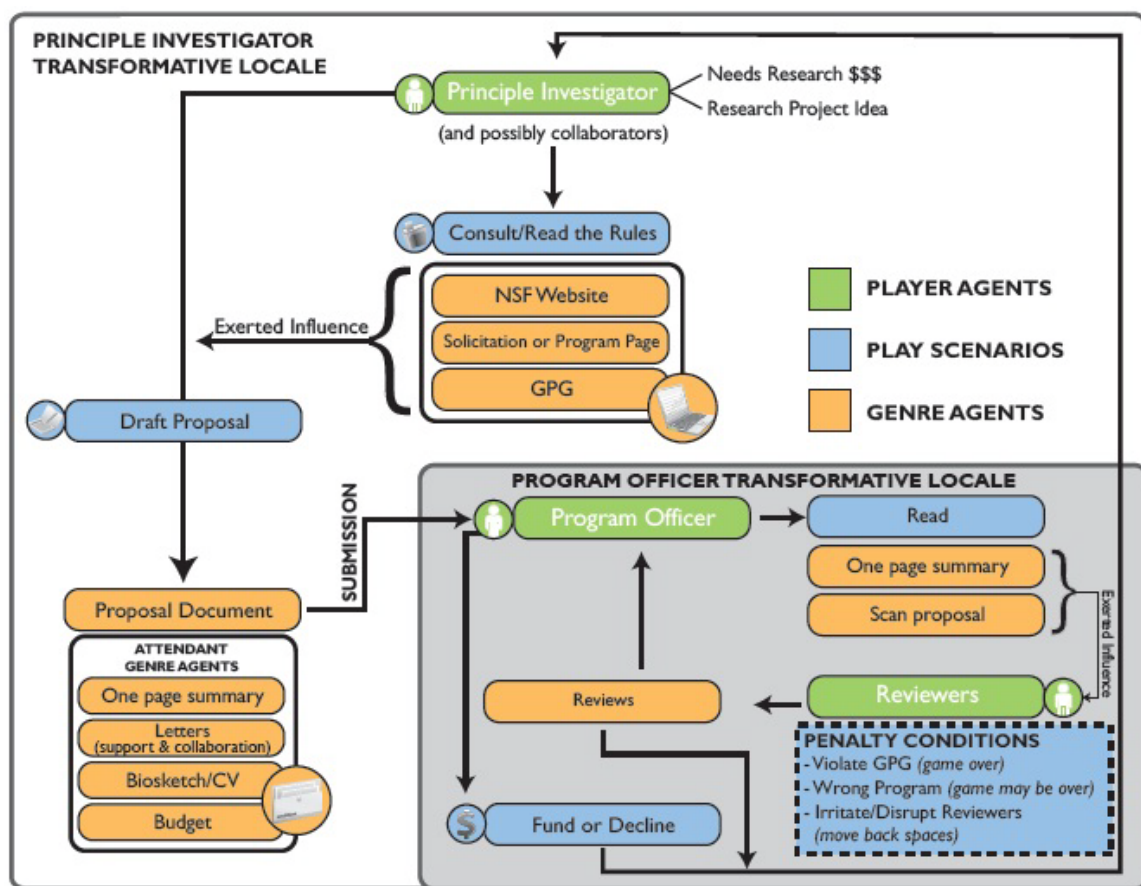 PRINCIPLE INVESTIGATOR
TRANSFORMATIVE LOCALE
Principle Investigator
(and possibly collaborators)
Needs Research $$$
Research Project Idea
Consult/Read the Rules
NSF Website
Solicitation or Program Page
GPG
Exerted Influence
PLAYER AGENTS
PLAY SCENARIOS
GENRE AGENTS
Draft Proposal
Proposal Document
ATTENDANT
GENRE AGENTS
One page summary
Letters
(support & collaboration)
Biosketch/CV
Budget
SUBMISSION
PROGRAM OFFICER TRANSFORMATIVE LOCALE
Program Officer
Read
One page summary
Scan proposal
Exerted Influence
Reviewers
Reviews
PENALTY CONDITIONS
- Violate GPG (game over)
- Wrong Program (game may be over)
- Irritate/Disrupt Reviewers
(move back spaces)
$
Fund or Decline